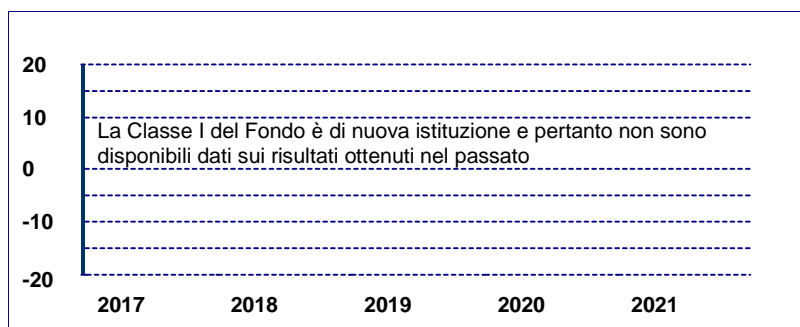 20
10
La Classe I del Fondo è di nuova istituzione e pertanto non sono
disponibili dati sui risultati ottenuti nel passato
0
-10
-20
2017 2018 2019 2020 2021